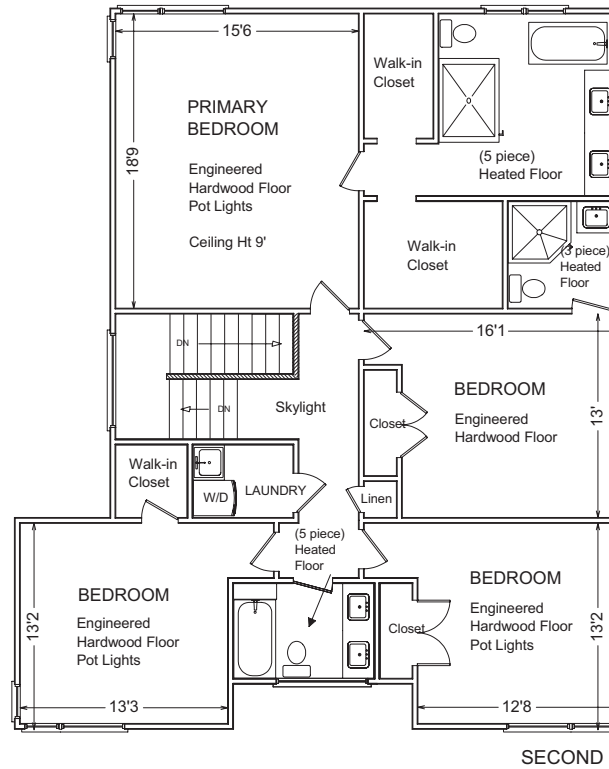 15'6
18'9
PRIMARY
BEDROOM
Engineered
Hardwood Floor
Pot Lights
Ceiling Ht 9'
Walk-in
Closet
(5 piece)
Heated Floor
Walk-in
Closet
(3 piece)
Heated
Floor
DN
DN
Skylight
16'1
13'
BEDROOM
Engineered
Hardwood Floor
Closet
Walk-in
Closet
W/D
LAUNDRY
Linen
(5 piece)
Heated
Floor
BEDROOM
Engineered
Hardwood Floor
Pot Lights
13'2
13'3
BEDROOM
Engineered
Hardwood Floor
Pot Lights
Closet
13'2
12'8
SECOND